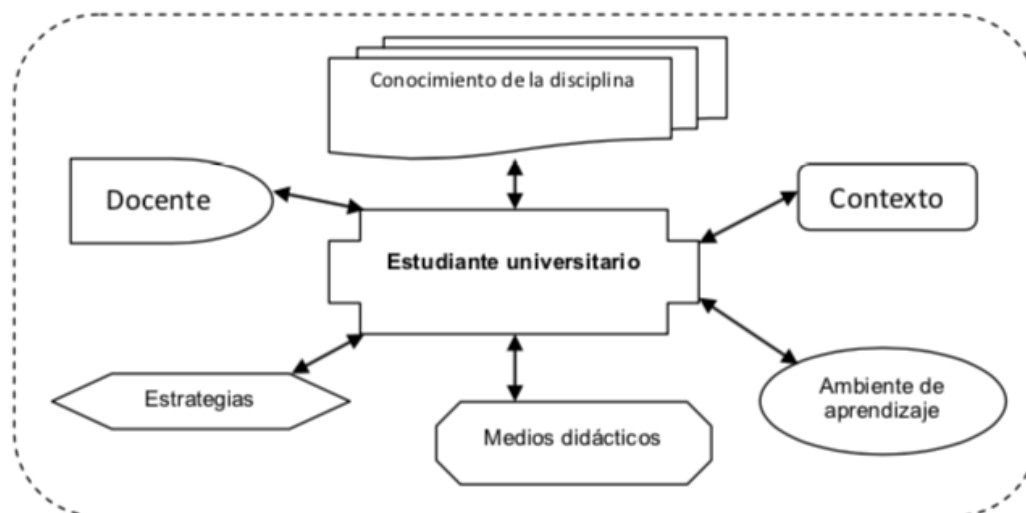 Conocimiento de la disciplina
Docente
Contexto
Estudiante universitario
Estrategias
Medios didácticos
Ambiente de
aprendizaje